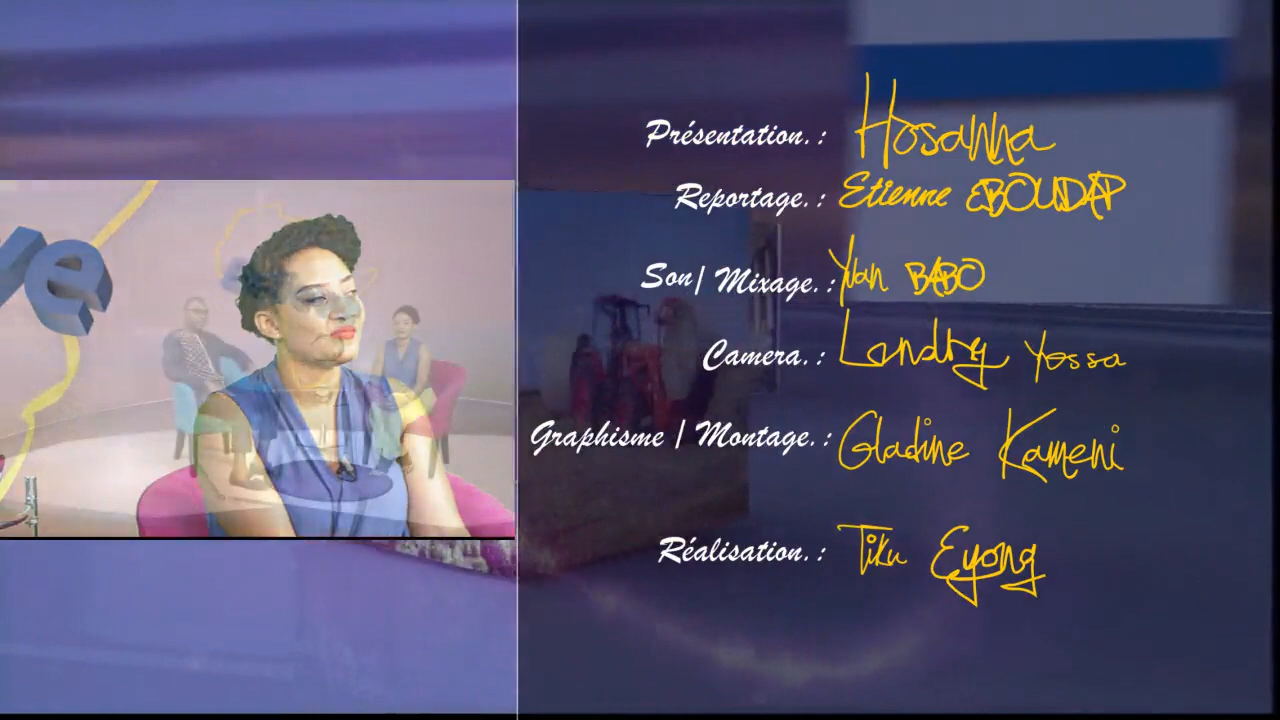 ve
Présentation. : Hosanna
Reportage. : Etienne EBOUDAP
Son/ Mixage. : Yvan BABO
Camera. : Landry Yossa
Graphisme | Montage. : Gladine Kameni
Réalisation. : Tiku Eyong